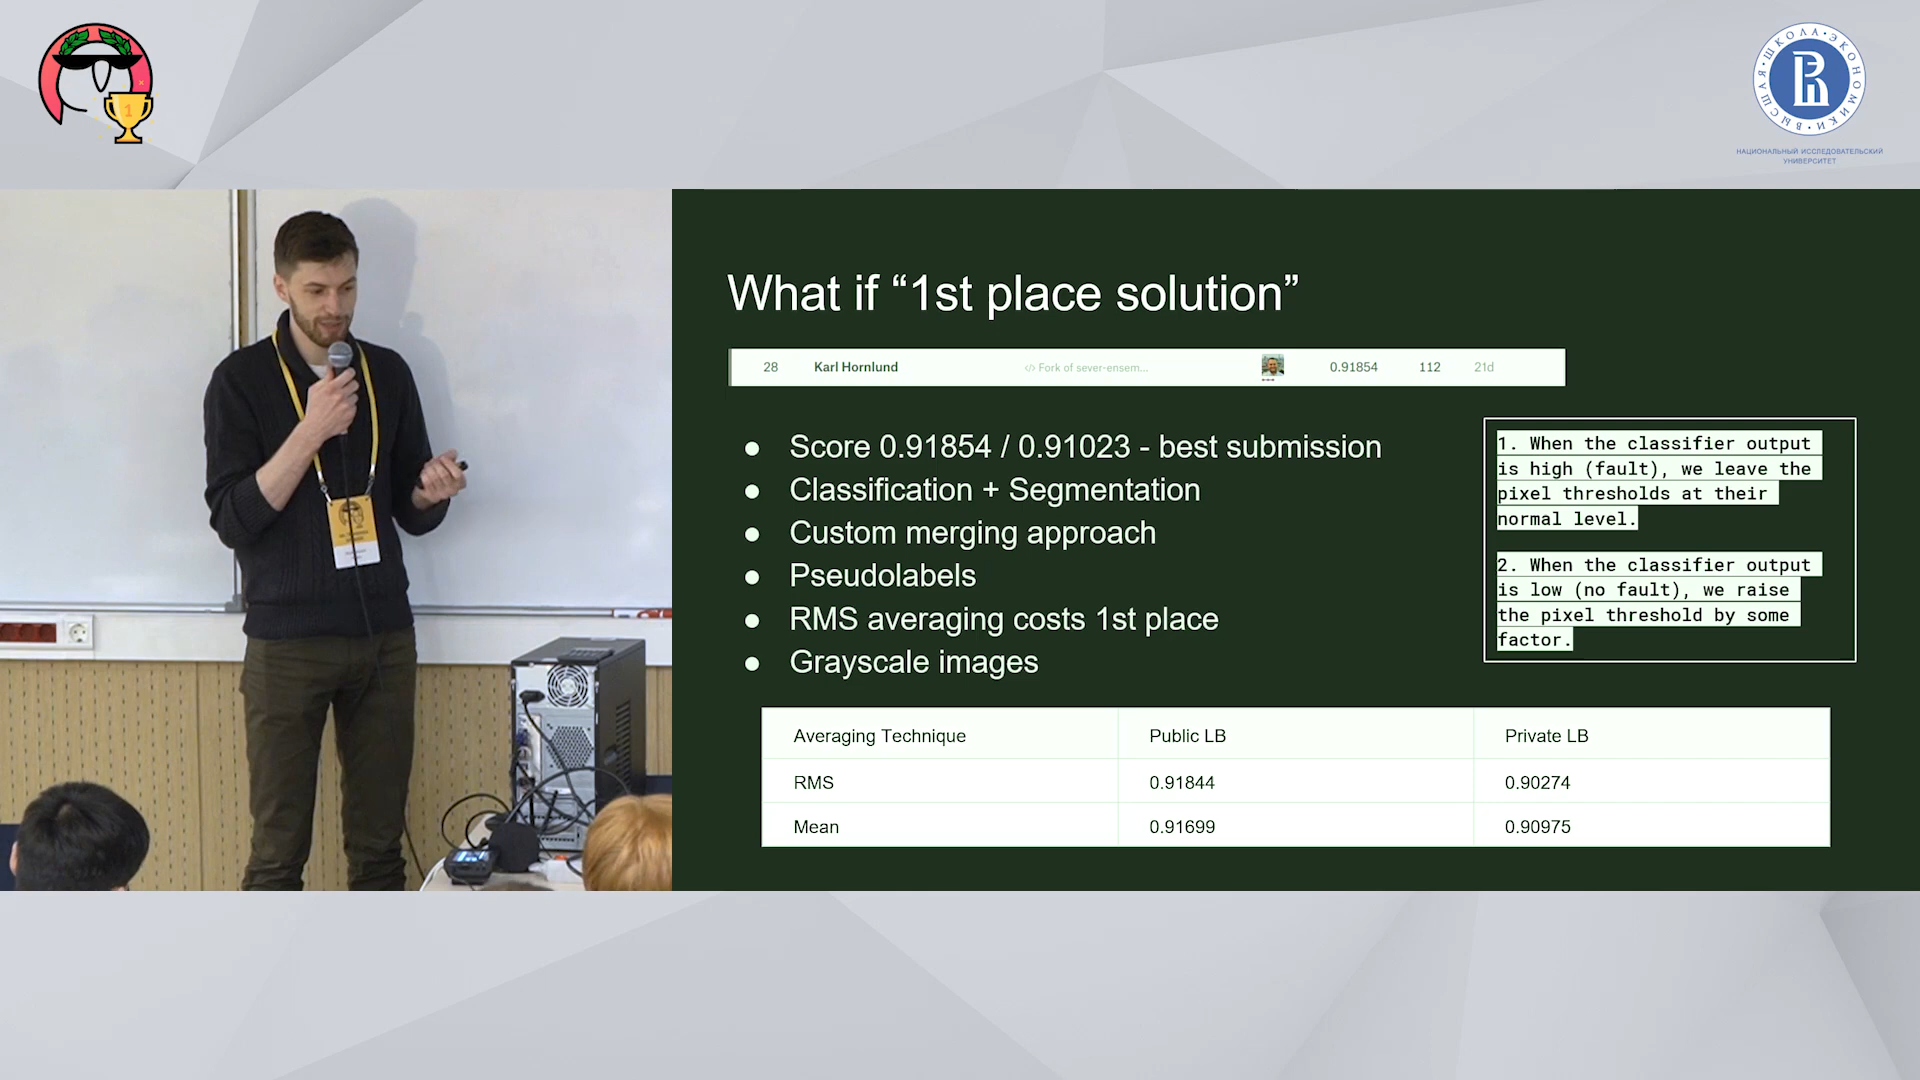 ВЫСШАЯ • ШКОЛА • ЭКОНОМИКИ
НАЦИОНАЛЬНЫЙ ИССЛЕДОВАТЕЛЬСКИЙ
УНИВЕРСИТЕТ
1
What if “1st place solution”
28 Karl Hornlund </> Fork of sever-ensem... 0.91854 112 21d
● Score 0.91854 / 0.91023 - best submission
● Classification + Segmentation
● Custom merging approach
● Pseudolabels
● RMS averaging costs 1st place
● Grayscale images
1. When the classifier output
is high (fault), we leave the
pixel thresholds at their
normal level.
2. When the classifier output
is low (no fault), we raise
the pixel threshold by some
factor.
Averaging Technique Public LB Private LB
RMS 0.91844 0.90274
Mean 0.91699 0.90975